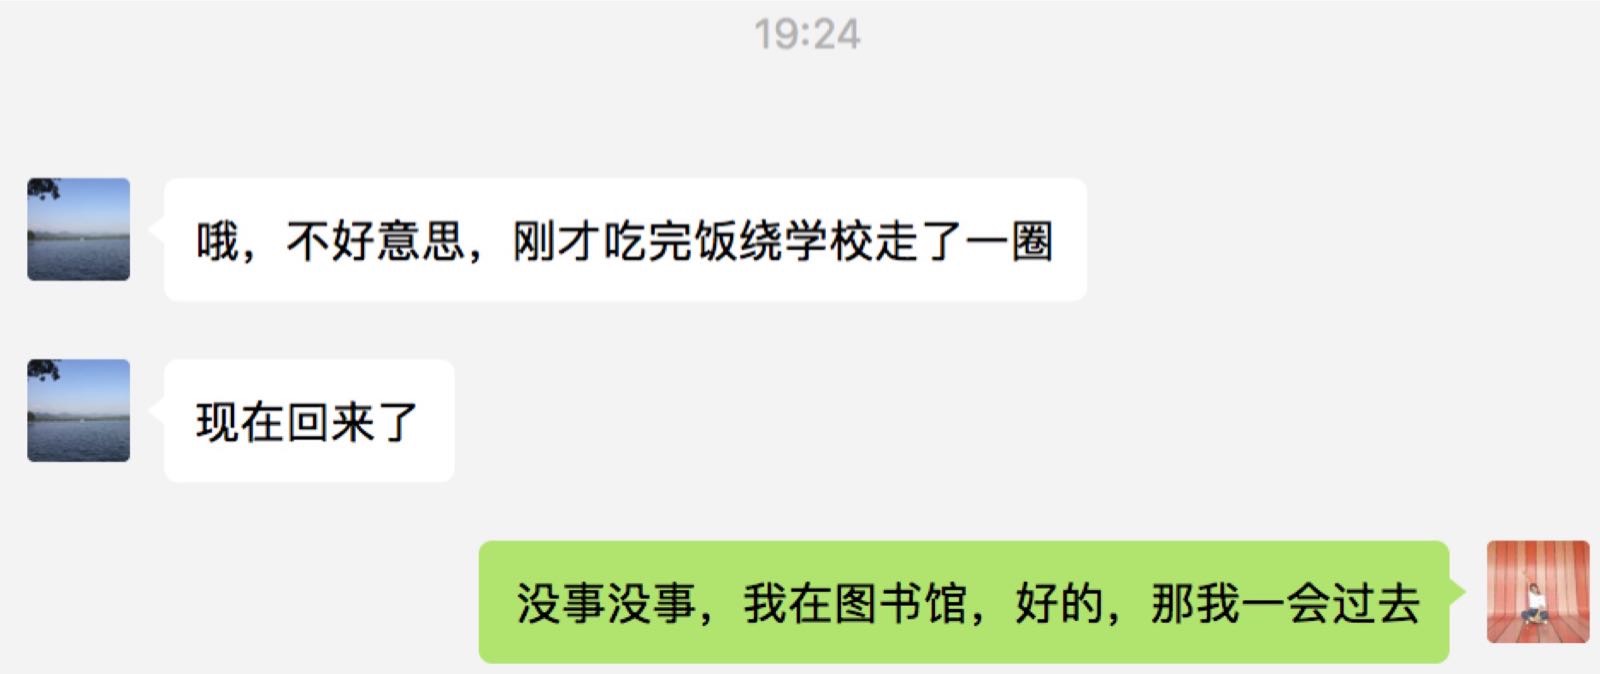 19:24
哦，不好意思，刚才吃完饭绕学校走了一圈
现在回来了
没事没事，我在图书馆，好的，那我一会过去